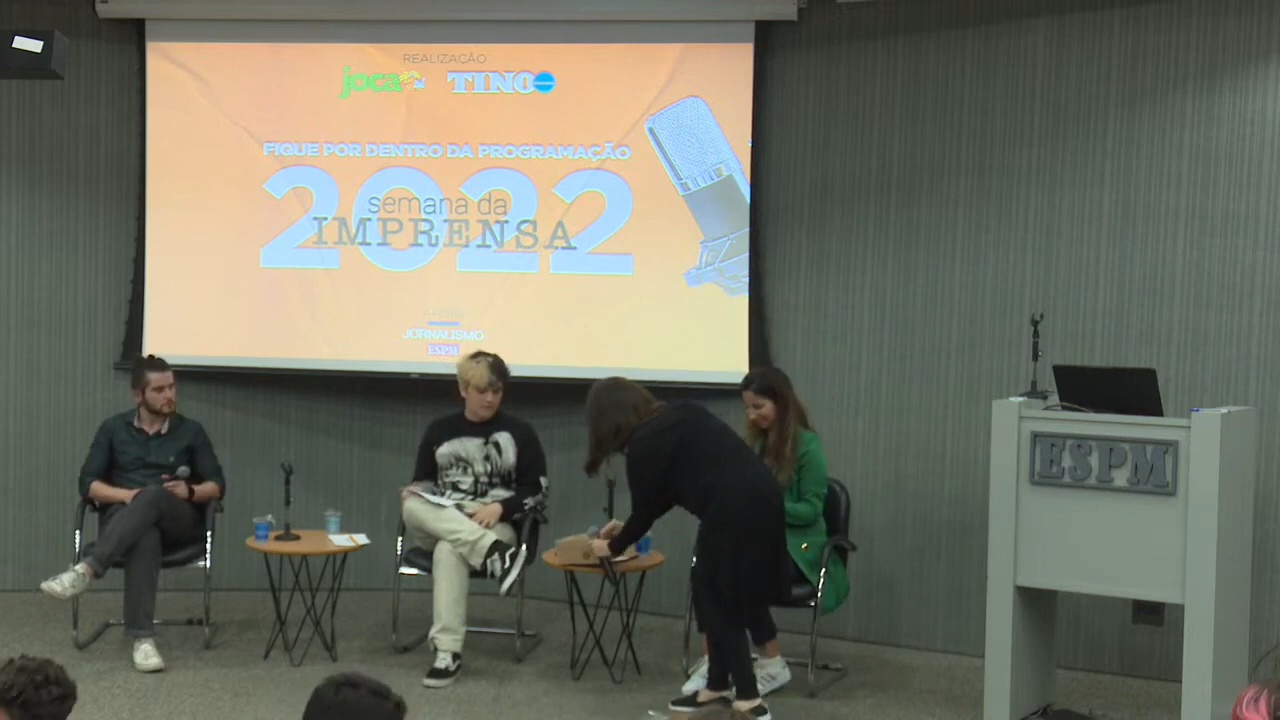 REALIZAÇÃO
joca TINO
FIQUE POR DENTRO DA PROGRAMAÇÃO
2022
semana da
IMPRENSA
JORNALISMO
ESPM
ESPM